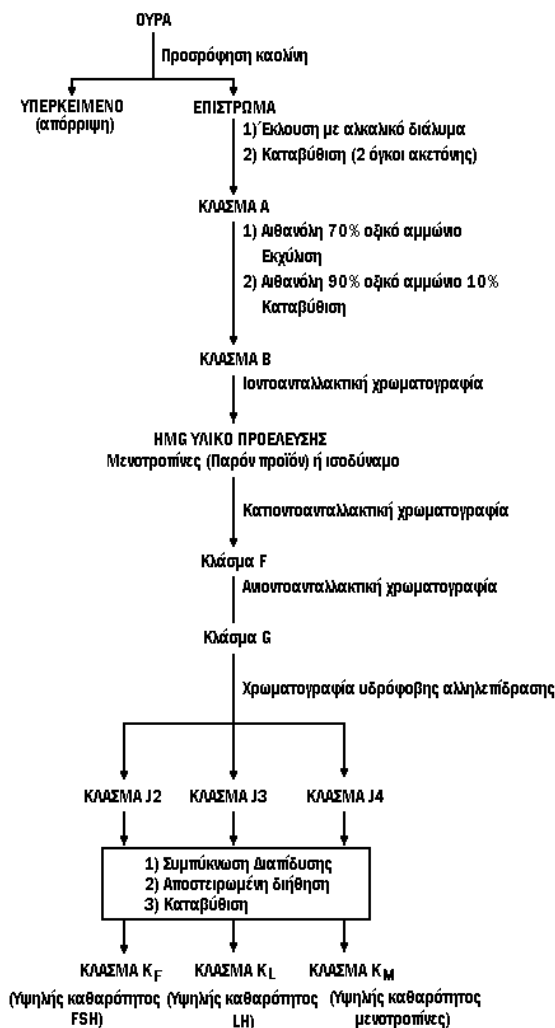 ΟΥΡΑ
Προσρόφηση καολίνη
ΥΠΕΡΚΕΙΜΕΝΟ
(απόρριψη)
ΕΠΙΣΤΡΩΜΑ
1) Έκλουση με αλκαλικό διάλυμα
2) Καταβύθιση (2 όγκοι ακετόνης)
ΚΛΑΣΜΑ Α
1) Αιθανόλη 70% οξικό αμμώνιο
Εκχύλιση
2) Αιθανόλη 90% οξικό αμμώνιο 10%
Καταβύθιση
ΚΛΑΣΜΑ Β
Ιοντοανταλλακτική χρωματογραφία
HMG ΥΛΙΚΟ ΠΡΟΕΛΕΥΣΗΣ
Μενοτροπίνες (Παρόν προϊόν) ή ισοδύναμο
Κατιοντοανταλλακτική χρωματογραφία
Κλάσμα F
Ανιοντοανταλλακτική χρωματογραφία
Κλάσμα G
Χρωματογραφία υδρόφοβης αλληλεπίδρασης
ΚΛΑΣΜΑ J2 ΚΛΑΣΜΑ J3 ΚΛΑΣΜΑ J4
1) Συμπύκνωση Διαπίδυσης
2) Αποστειρωμένη διήθηση
3) Καταβύθιση
ΚΛΑΣΜΑ KF ΚΛΑΣΜΑ KL ΚΛΑΣΜΑ KM
(Υψηλής καθαρότητος
FSH)
(Υψηλής καθαρότητος
LH)
(Υψηλής καθαρότητος
μενοτροπίνες)